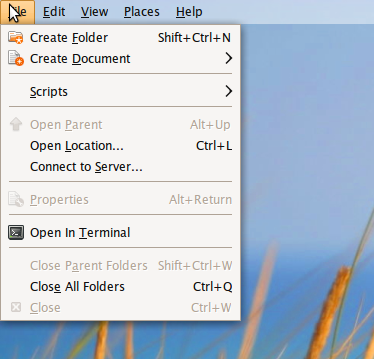 File Edit View Places Help
Create Folder Shift+Ctrl+N
Create Document
Scripts
Open Parent Alt+Up
Open Location... Ctrl+L
Connect to Server...
Properties Alt+Return
Open In Terminal
Close Parent Folders Shift+Ctrl+W
Close All Folders Ctrl+Q
Close Ctrl+W